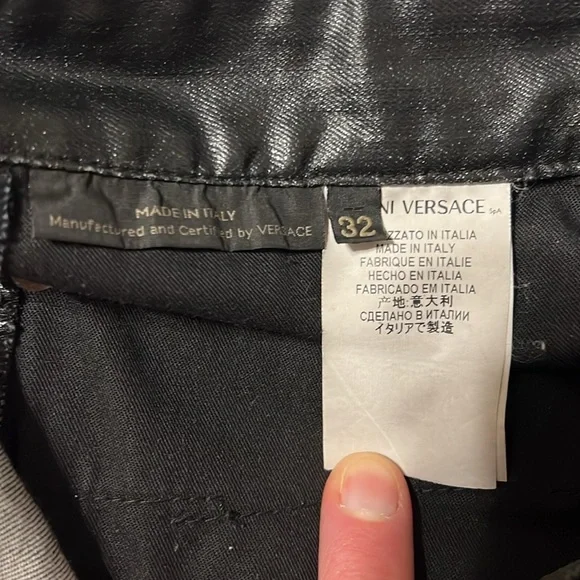 MADE IN ITALY
Manufactured and Certified by VERSACE
32
NI VERSACE SpA
ZZATO IN ITALIA
MADE IN ITALY
FABRIQUE EN ITALIE
HECHO EN ITALIA
FABRICADO EM ITALIA
产地:意大利
СДЕЛАНО В ИТАЛИИ
イタリアで製造